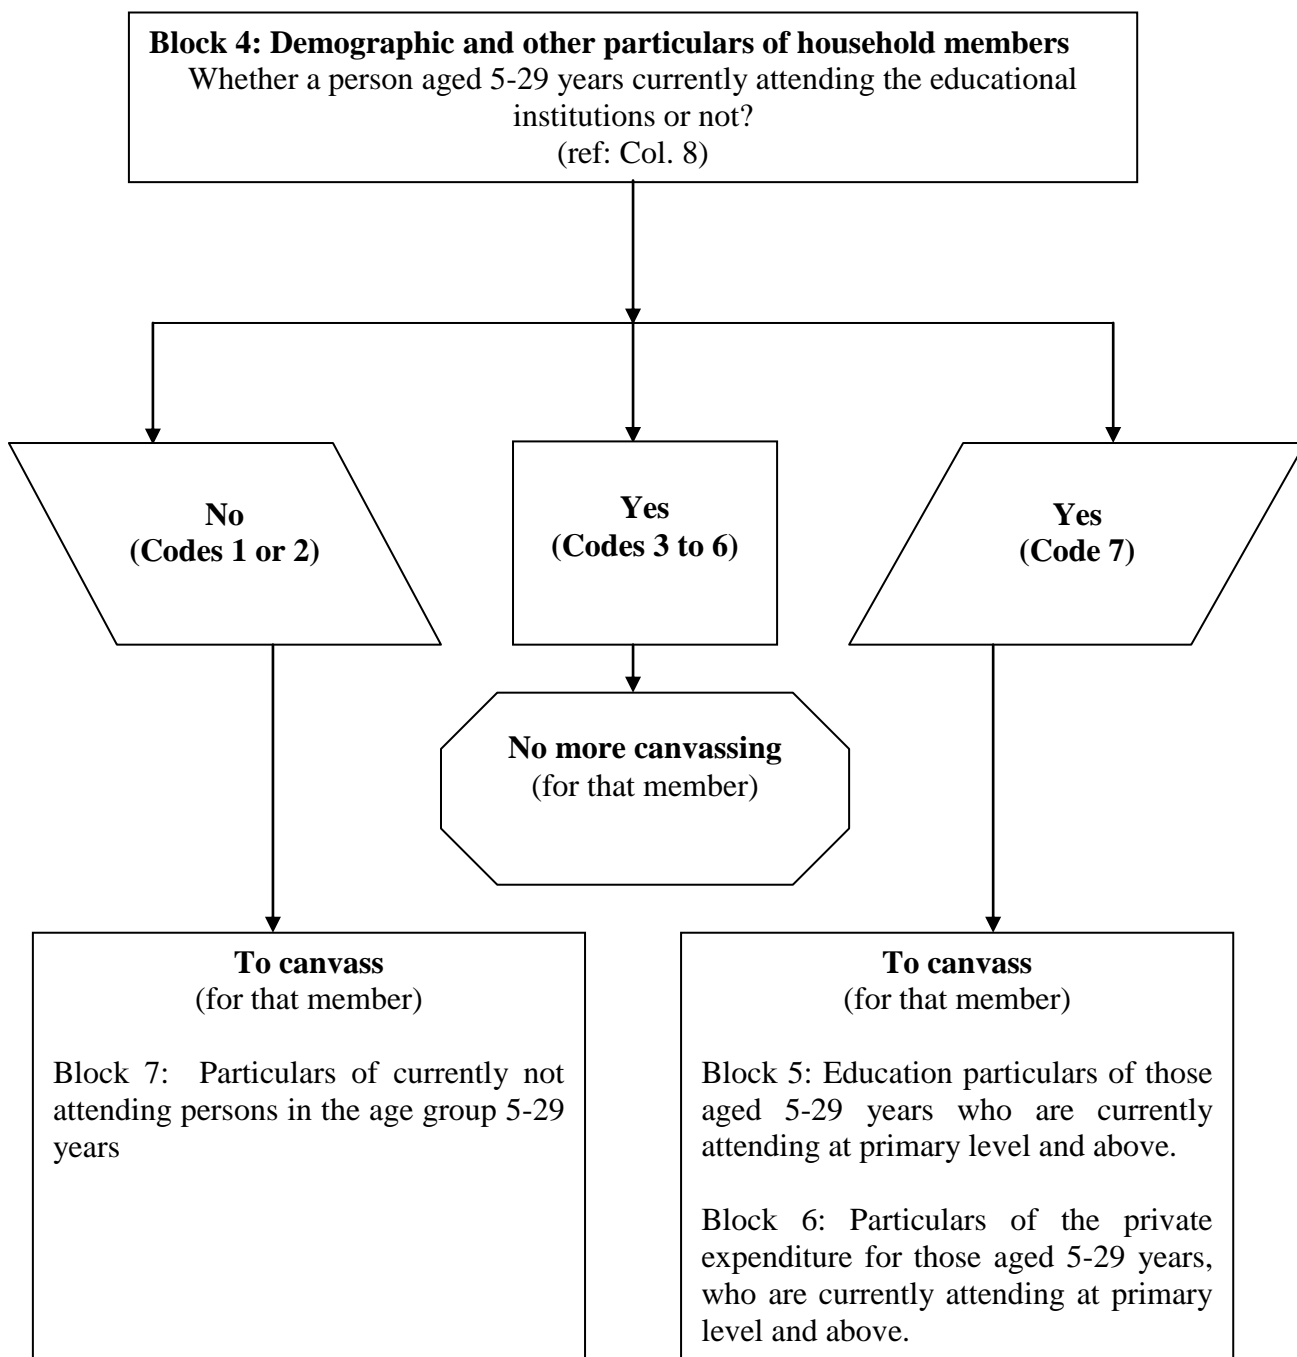 Block 4: Demographic and other particulars of household members
Whether a person aged 5-29 years currently attending the educational
institutions or not?
(ref: Col. 8)
No
(Codes 1 or 2)
Yes
(Codes 3 to 6)
Yes
(Code 7)
No more canvassing
(for that member)
To canvass
(for that member)
Block 7: Particulars of currently not
attending persons in the age group 5-29
years
To canvass
(for that member)
Block 5: Education particulars of those
aged 5-29 years who are currently
attending at primary level and above.
Block 6: Particulars of the private
expenditure for those aged 5-29 years,
who are currently attending at primary
level and above.